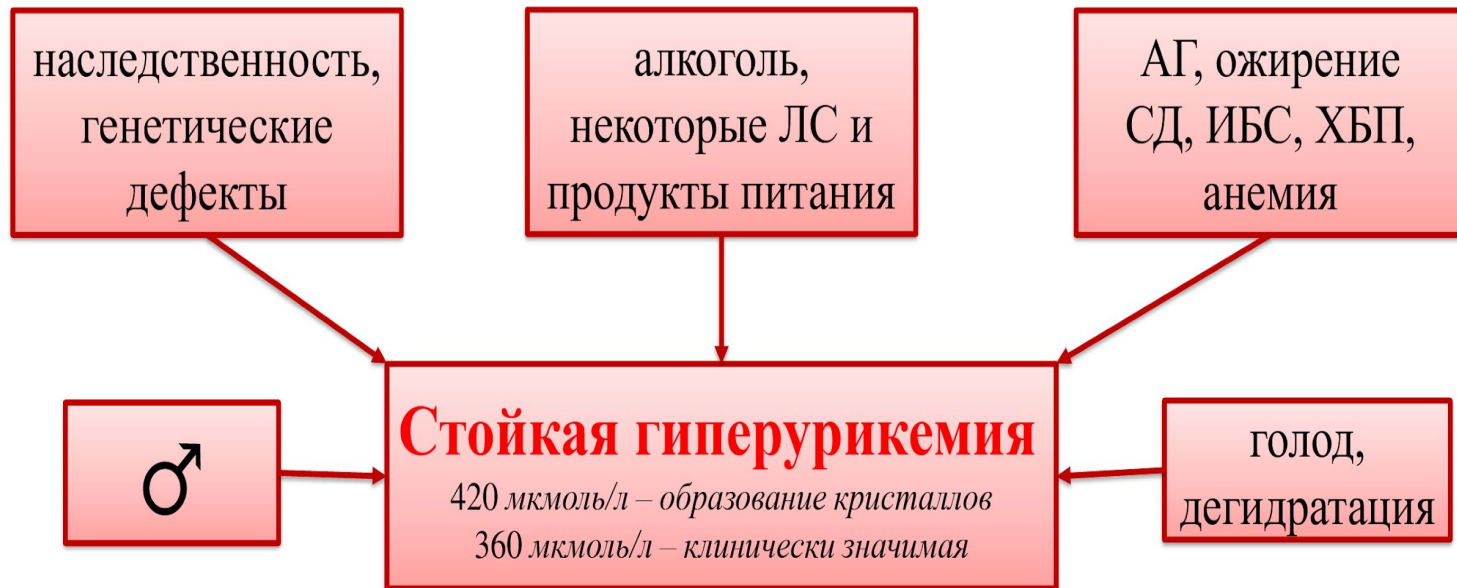 наследственность,
генетические
дефекты
алкоголь,
некоторые ЛС и
продукты питания
АГ, ожирение
СД, ИБС, ХБП,
анемия
♂
Стойкая гиперурикемия
420 мкмоль/л – образование кристаллов
360 мкмоль/л – клинически значимая
голод,
дегидратация